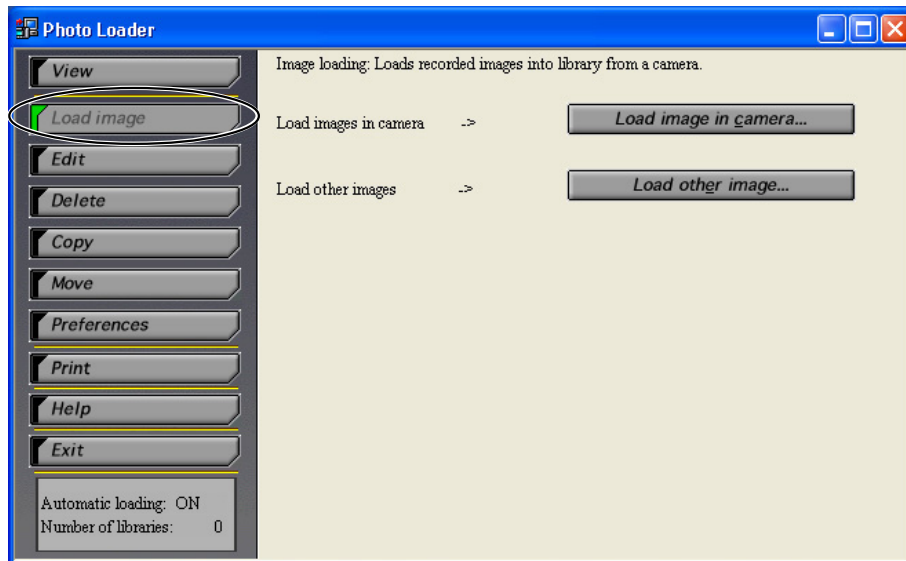 Photo Loader
View
Load image
Edit
Delete
Copy
Move
Preferences
Print
Help
Exit
Automatic loading: ON
Number of libraries: 0
Image loading: Loads recorded images into library from a camera.
Load images in camera -> Load image in camera...
Load other images -> Load other image...